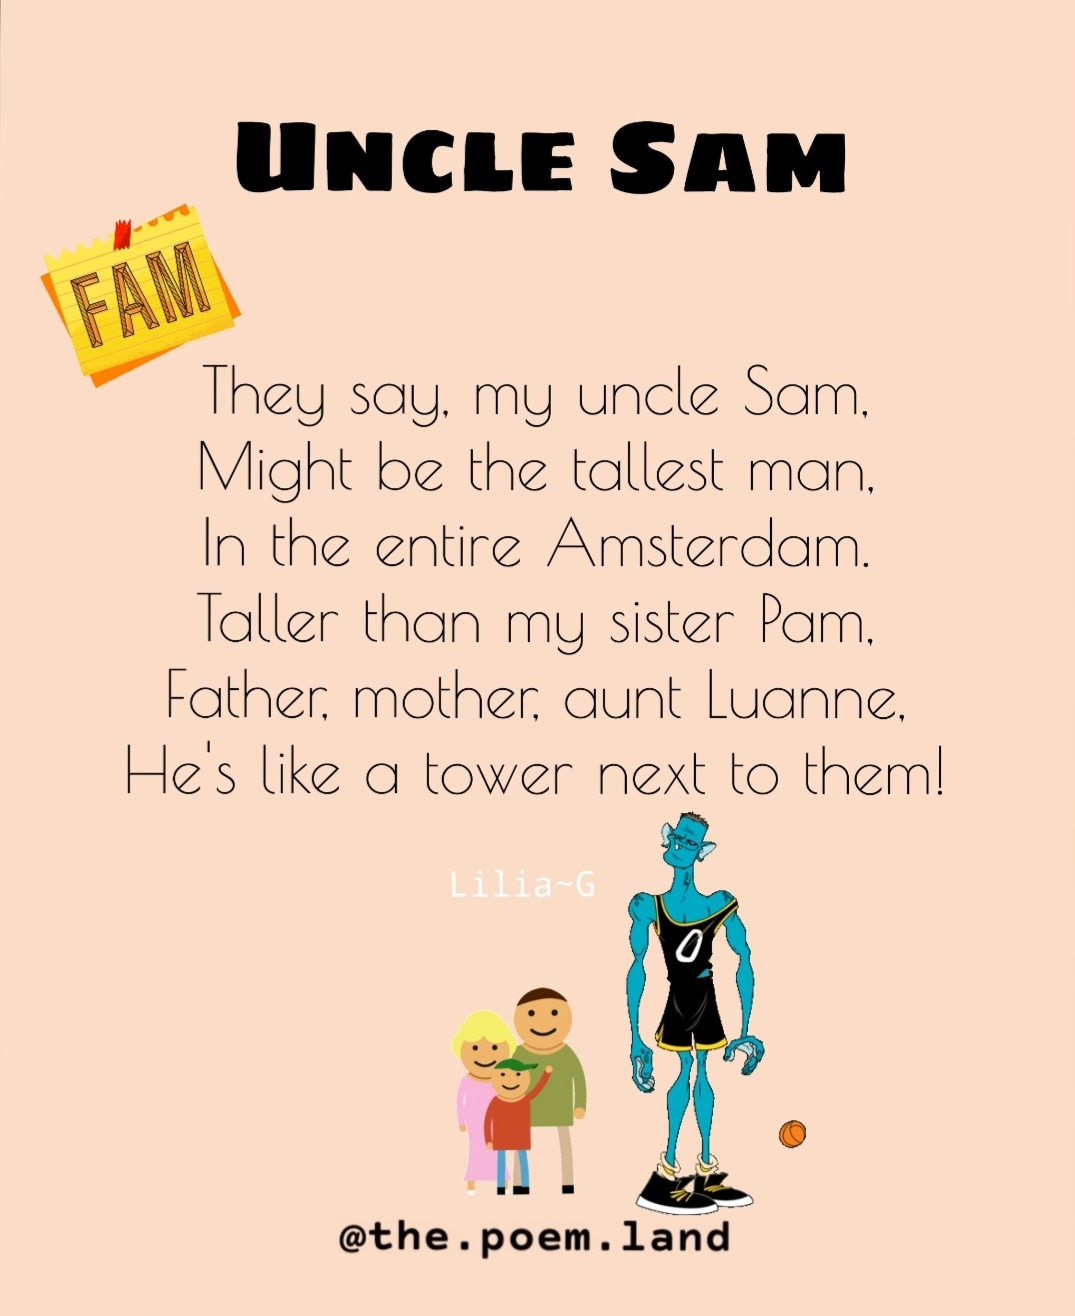 Uncle Sam
FAM
They say, my uncle Sam,
Might be the tallest man,
In the entire Amsterdam.
Taller than my sister Pam,
Father, mother, aunt Luanne,
He's like a tower next to them!
Lilia~G
0
@the.poem.land